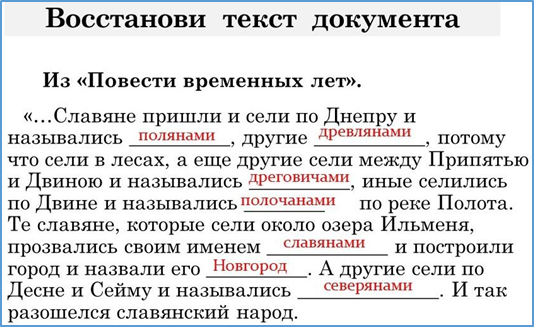 Восстанови текст документа
Из «Повести временных лет».
«...Славяне пришли и сели по Днепру и
назывались полянами, другие древлянами, потому
что сели в лесах, а еще другие сели между Припятью
и Двиною и назывались дреговичами, иные селились
по Двине и назывались полочанами по реке Полота.
Те славяне, которые сели около озера Ильменя,
прозвались своим именем славянами и построили
город и назвали его Новгород. А другие сели по
Десне и Сейму и назывались северянами. И так
разошелся славянский народ.